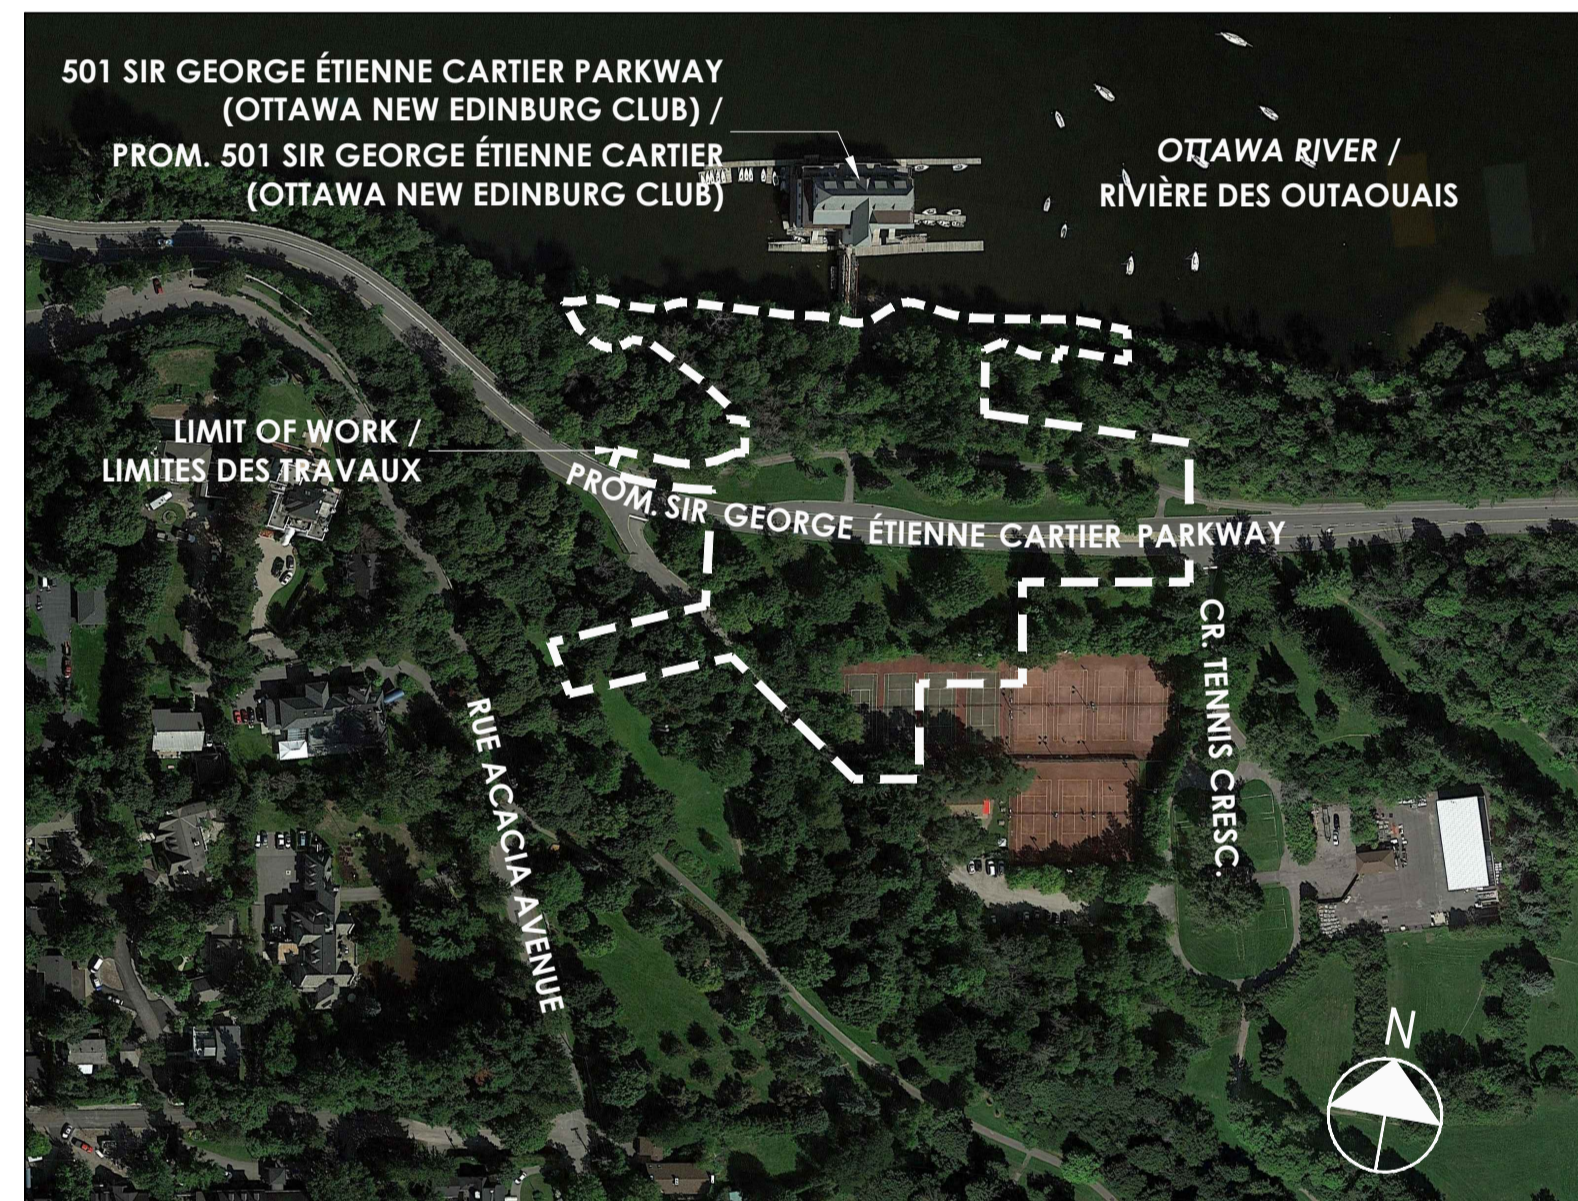 501 SIR GEORGE ÉTIENNE CARTIER PARKWAY
(OTTAWA NEW EDINBURG CLUB) /
PROM. 501 SIR GEORGE ÉTIENNE CARTIER
(OTTAWA NEW EDINBURG CLUB)
OTTAWA RIVER /
RIVIÈRE DES OUTAOUAIS
LIMIT OF WORK /
LIMITES DES TRAVAUX
PROM. SIR GEORGE ÉTIENNE CARTIER PARKWAY
CR. TENNIS CRESC.
RUE ACACIA AVENUE
N